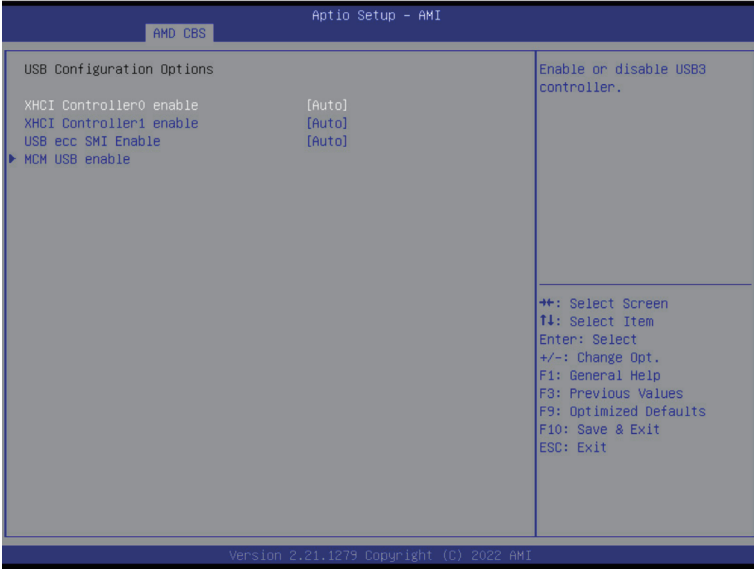 Aptio Setup - AMI
AMD CBS
USB Configuration Options
XHCI Controller0 enable [Auto]
XHCI Controller1 enable [Auto]
USB ecc SMI Enable [Auto]
MCM USB enable
Enable or disable USB3
controller.
→←: Select Screen
↑↓: Select Item
Enter: Select
+/-: Change Opt.
F1: General Help
F3: Previous Values
F9: Optimized Defaults
F10: Save & Exit
ESC: Exit
Version 2.21.1279 Copyright (C) 2022 AMI